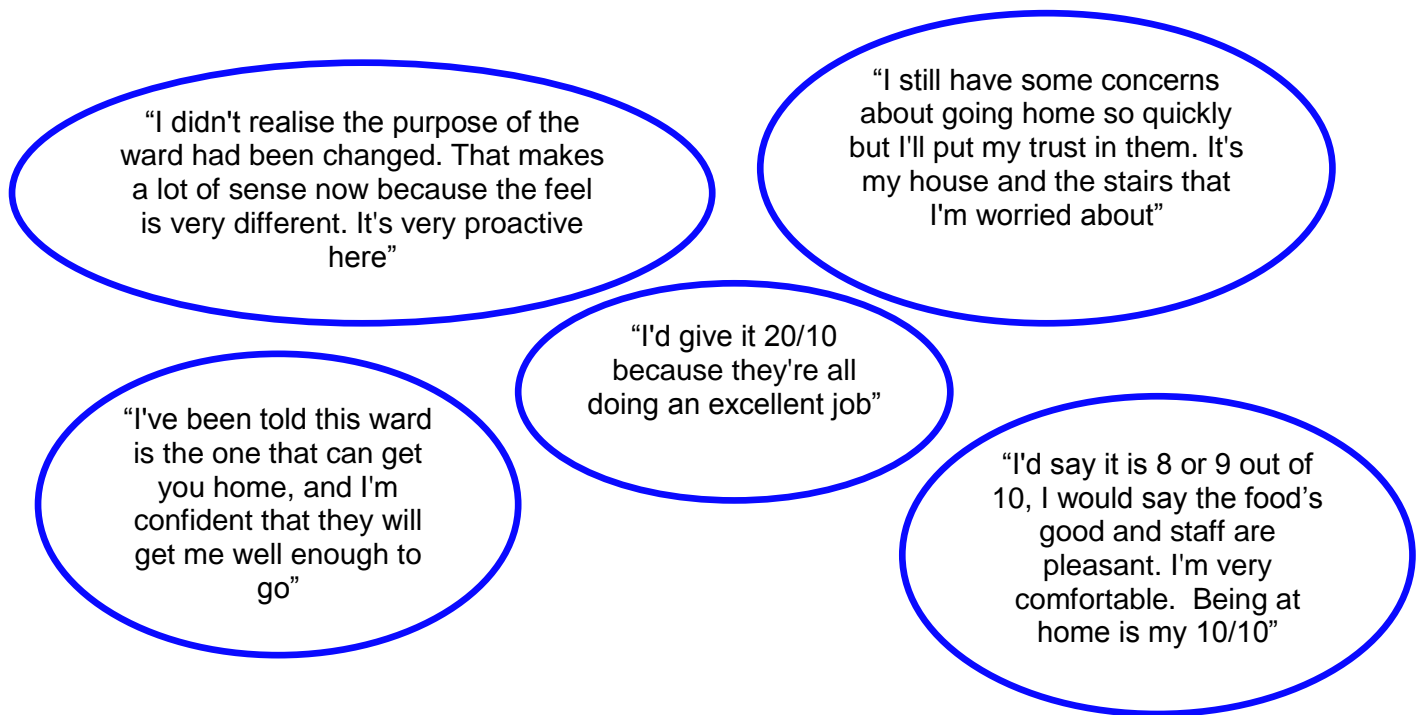 “I didn't realise the purpose of the
ward had been changed. That makes
a lot of sense now because the feel
is very different. It's very proactive
here”
“I still have some concerns
about going home so quickly
but I'll put my trust in them. It's
my house and the stairs that
I'm worried about”
“I'd give it 20/10
because they're all
doing an excellent job”
“I've been told this ward
is the one that can get
you home, and I'm
confident that they will
get me well enough to
go”
“I'd say it is 8 or 9 out of
10, I would say the food’s
good and staff are
pleasant. I'm very
comfortable.  Being at
home is my 10/10”